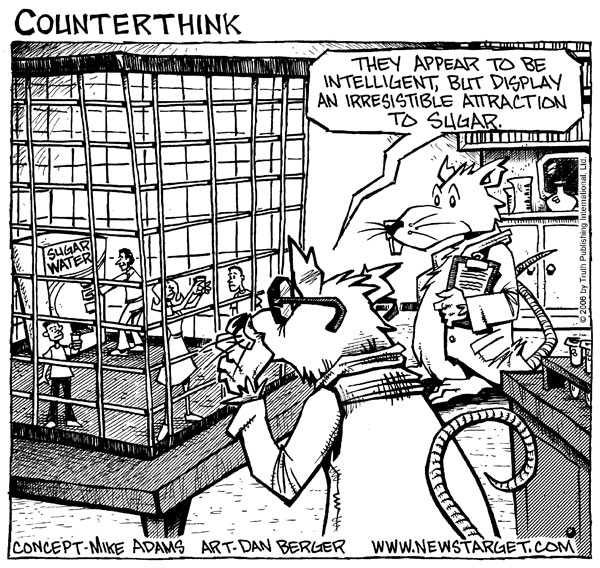 COUNTERTHINK
THEY APPEAR TO BE
INTELLIGENT, BUT DISPLAY
AN IRRESISTIBLE ATTRACTION
TO SUGAR.
SUGAR
WATER
© 2006 by Truth Publishing International, Ltd.
CONCEPT-MIKE ADAMS ART-DAN BERGER WWW.NEWSTARGET.COM